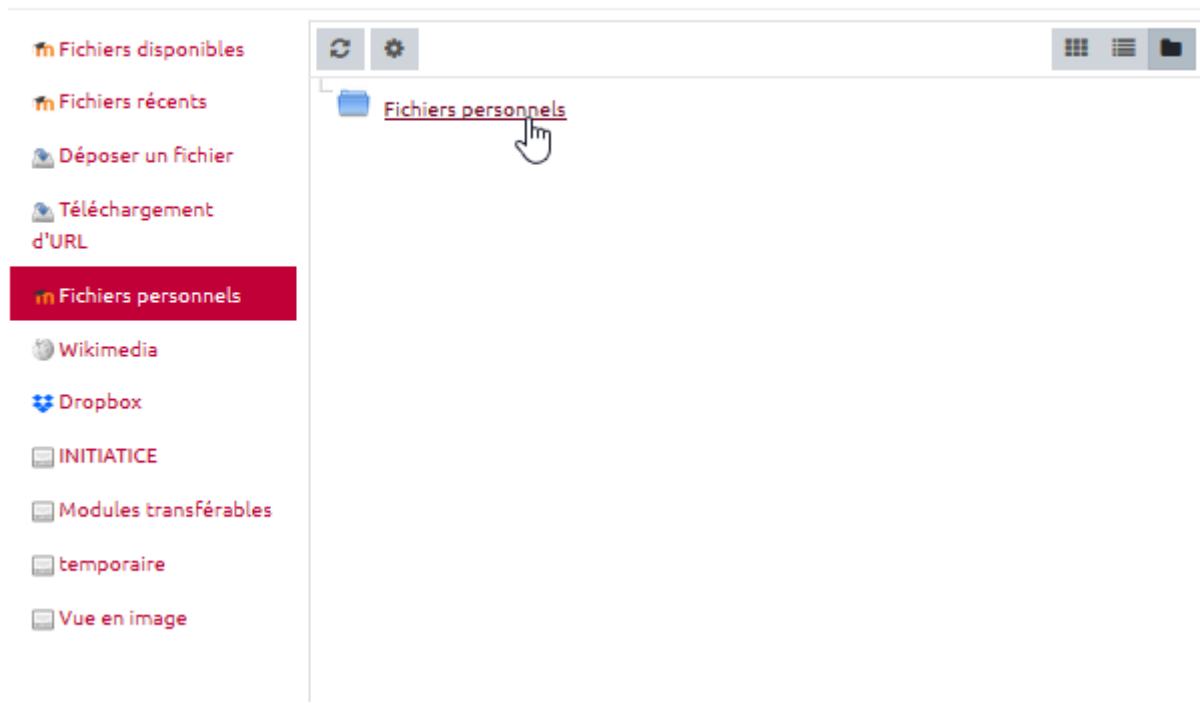 Fichiers disponibles
Fichiers récents
Déposer un fichier
Téléchargement
d'URL
Fichiers personnels
Wikimedia
Dropbox
INITIATICE
Modules transférables
temporaire
Vue en image
Fichiers personnels